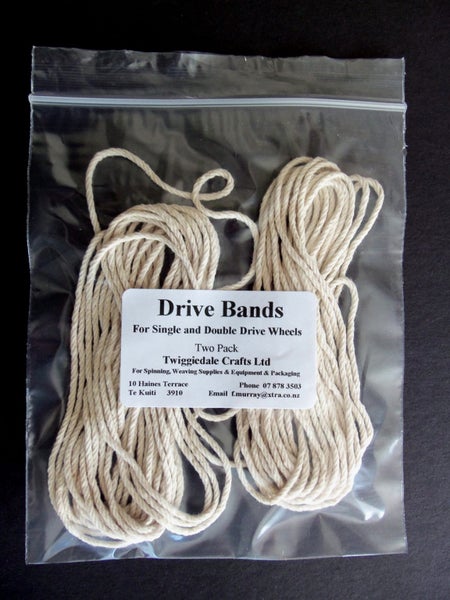 Drive Bands
For Single and Double Drive Wheels
Two Pack
Twiggiedale Crafts Ltd
For Spinning, Weaving Supplies & Equipment & Packaging
10 Haines Terrace Phone 07 878 3503
Te Kuiti 3910 Email f.murray@xtra.co.nz